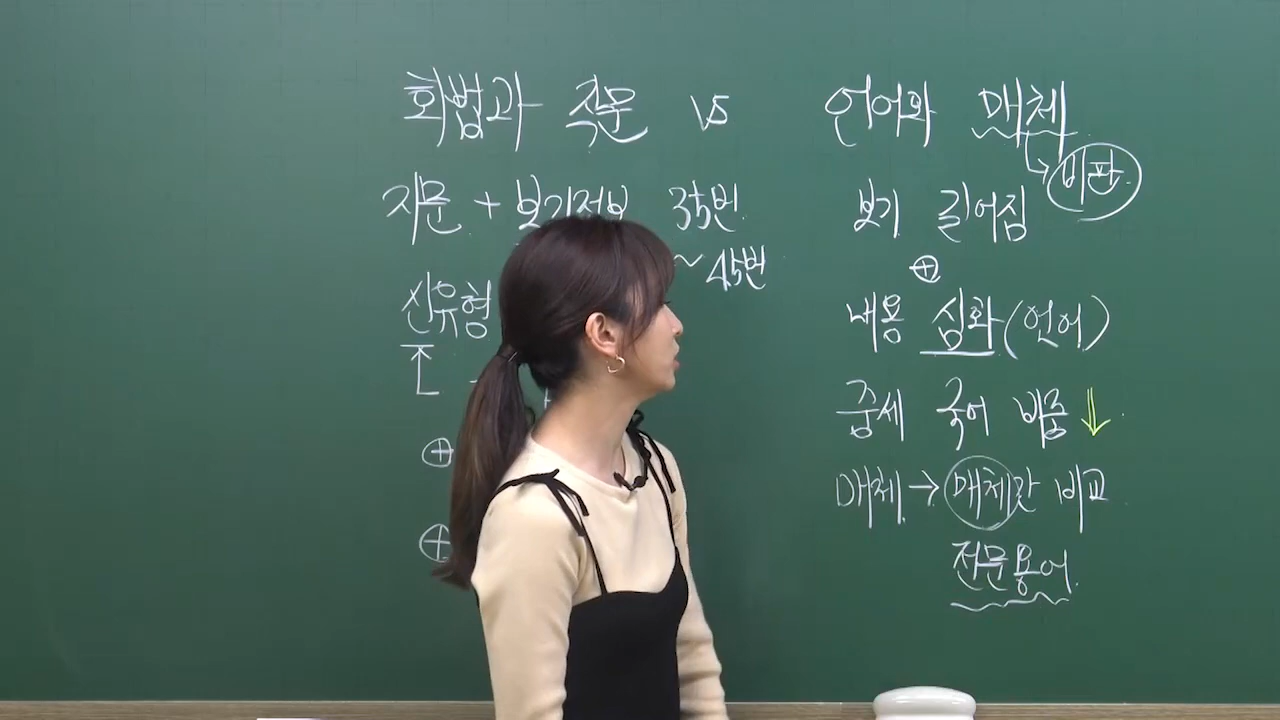 화법과 작문 vs 언어와 매체
비판
지문 + 보기정보 35번
~ 45번
신유형
보기 길어짐
⊕
내용 심화 (언어)
중세 국어 비중 ↓
매체 → 매체란 비교
전문용어
⊕
⊕